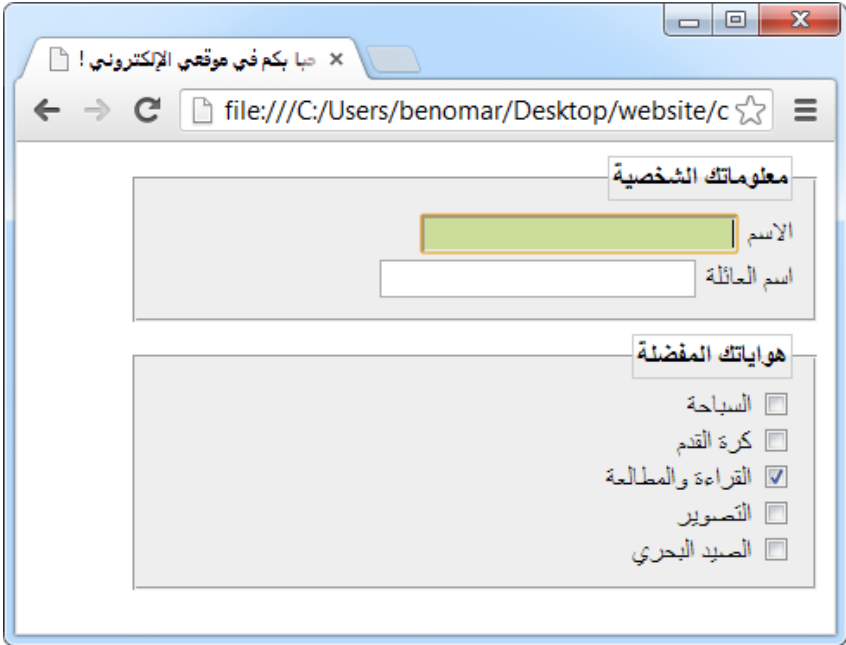 حبا بكم في موقعي الإلكتروني !
file:///C:/Users/benomar/Desktop/website/c
معلوماتك الشخصية
الاسم
اسم العائلة
هواياتك المفضلة
السباحة
كرة القدم
القراءة والمطالعة
التصوير
الصيد البحري